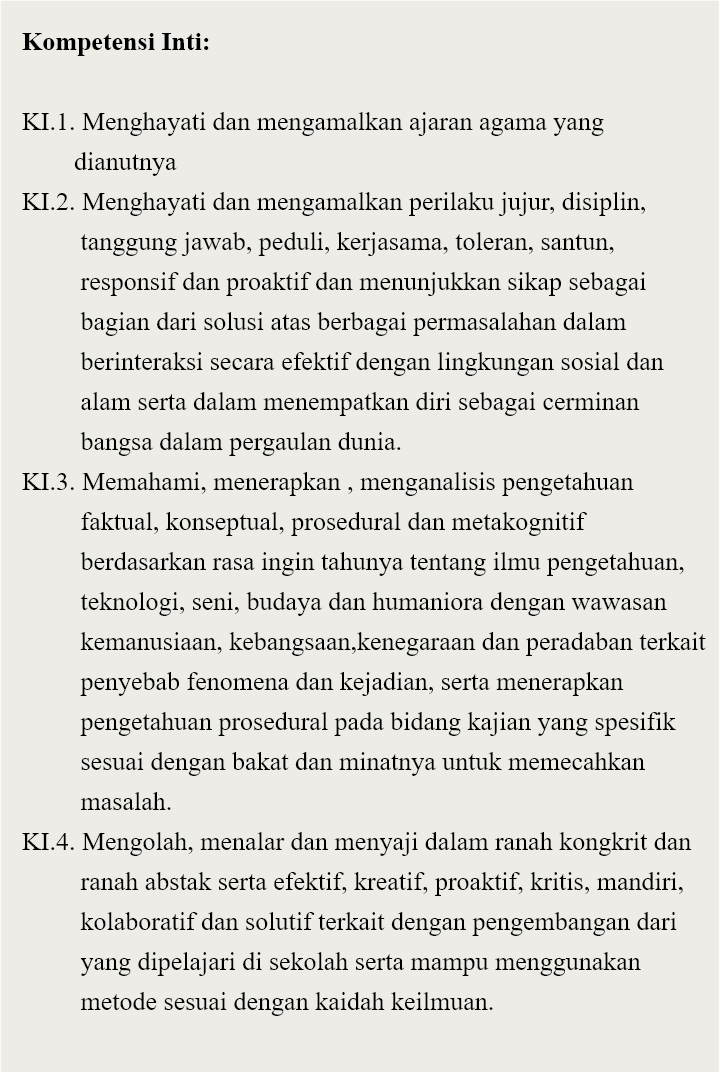 Kompetensi Inti:
KI.1. Menghayati dan mengamalkan ajaran agama yang
dianutnya
KI.2. Menghayati dan mengamalkan perilaku jujur, disiplin,
tanggung jawab, peduli, kerjasama, toleran, santun,
responsif dan proaktif dan menunjukkan sikap sebagai
bagian dari solusi atas berbagai permasalahan dalam
berinteraksi secara efektif dengan lingkungan sosial dan
alam serta dalam menempatkan diri sebagai cerminan
bangsa dalam pergaulan dunia.
KI.3. Memahami, menerapkan , menganalisis pengetahuan
faktual, konseptual, prosedural dan metakognitif
berdasarkan rasa ingin tahunya tentang ilmu pengetahuan,
teknologi, seni, budaya dan humaniora dengan wawasan
kemanusiaan, kebangsaan,kenegaraan dan peradaban terkait
penyebab fenomena dan kejadian, serta menerapkan
pengetahuan prosedural pada bidang kajian yang spesifik
sesuai dengan bakat dan minatnya untuk memecahkan
masalah.
KI.4. Mengolah, menalar dan menyaji dalam ranah kongkrit dan
ranah abstak serta efektif, kreatif, proaktif, kritis, mandiri,
kolaboratif dan solutif terkait dengan pengembangan dari
yang dipelajari di sekolah serta mampu menggunakan
metode sesuai dengan kaidah keilmuan.